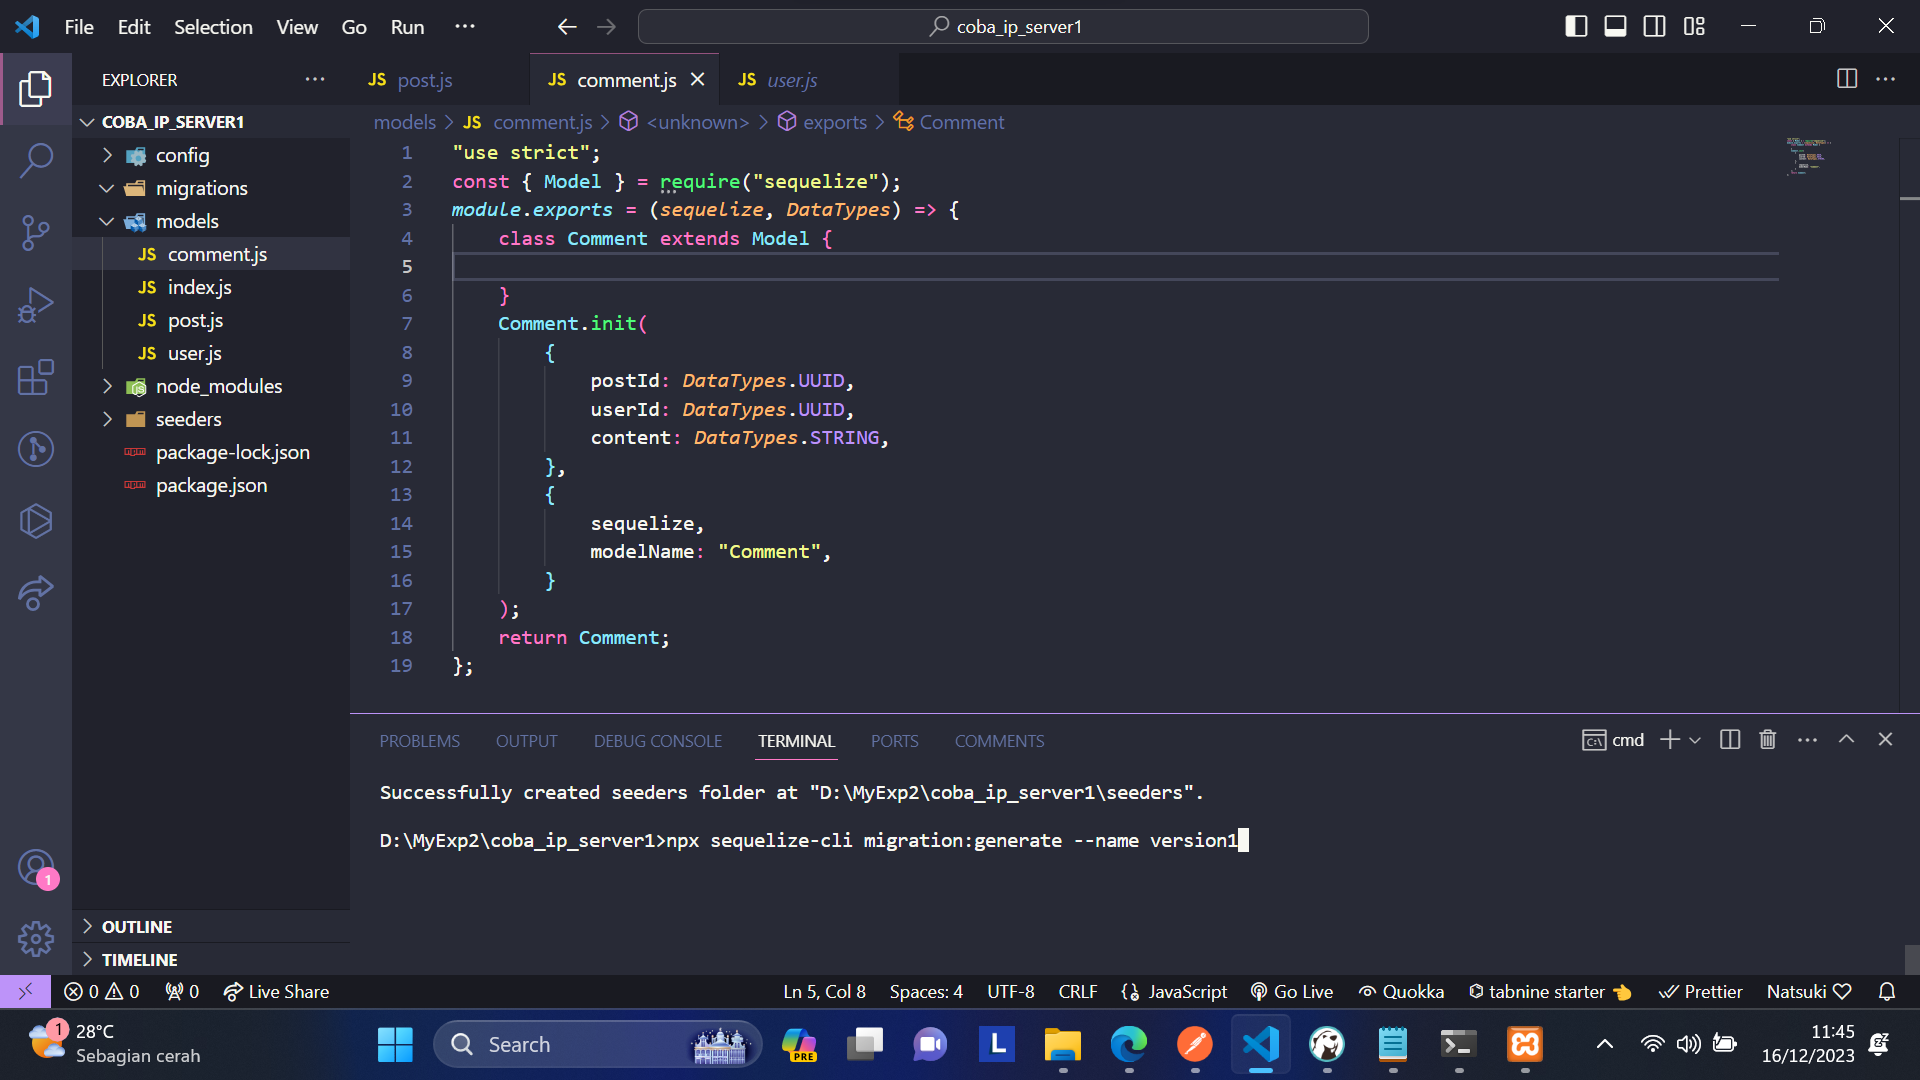 File Edit Selection View Go Run ··· coba_ip_server1
EXPLORER
JS post.js
JS comment.js
JS user.js
COBA_IP_SERVER1
models > JS comment.js > <unknown> > exports > Comment
config
migrations
models
JS comment.js
JS index.js
JS post.js
JS user.js
node_modules
seeders
package-lock.json
package.json
OUTLINE
TIMELINE
1 "use strict";
2 const { Model } = require("sequelize");
3 module.exports = (sequelize, DataTypes) => {
4 class Comment extends Model {
5
6 }
7 Comment.init(
8 {
9 postId: DataTypes.UUID,
10 userId: DataTypes.UUID,
11 content: DataTypes.STRING,
12 },
13 {
14 sequelize,
15 modelName: "Comment",
16 }
17 );
18 return Comment;
19 };
PROBLEMS OUTPUT DEBUG CONSOLE TERMINAL PORTS COMMENTS cmd
Successfully created seeders folder at "D:\MyExp2\coba_ip_server1\seeders".
D:\MyExp2\coba_ip_server1>npx sequelize-cli migration:generate --name version1
1
0 0 0 Live Share Ln 5, Col 8 Spaces: 4 UTF-8 CRLF JavaScript Go Live Quokka tabnine starter Prettier Natsuki
1 28°C
Sebagian cerah
Search
PRE
L
11:45
16/12/2023